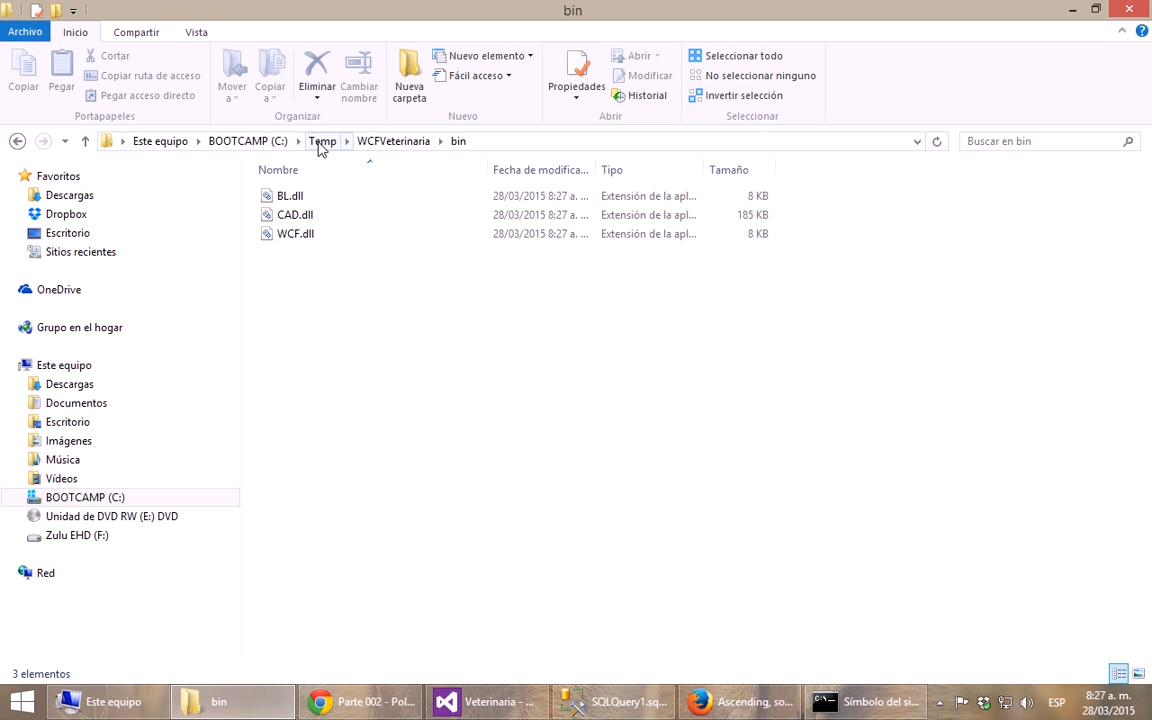 bin
Archivo
Inicio
Compartir
Vista
Copiar
Pegar
Cortar
Copiar ruta de acceso
Pegar acceso directo
Portapapeles
Mover a
Copiar a
Eliminar
Cambiar nombre
Organizar
Nueva carpeta
Nuevo elemento
Fácil acceso
Nuevo
Propiedades
Abrir
Modificar
Historial
Abrir
Seleccionar todo
No seleccionar ninguno
Invertir selección
Seleccionar
Este equipo
BOOTCAMP (C:)
Temp
WCFVeterinaria
bin
Buscar en bin
Nombre
Fecha de modifica...
Tipo
Tamaño
BL.dll 28/03/2015 8:27 a. ... Extensión de la apl... 8 KB
CAD.dll 28/03/2015 8:27 a. ... Extensión de la apl... 185 KB
WCF.dll 28/03/2015 8:27 a. ... Extensión de la apl... 8 KB
Favoritos
Descargas
Dropbox
Escritorio
Sitios recientes
OneDrive
Grupo en el hogar
Este equipo
Descargas
Documentos
Escritorio
Imágenes
Música
Vídeos
BOOTCAMP (C:)
Unidad de DVD RW (E:) DVD
Zulu EHD (F:)
Red
3 elementos
Este equipo
bin
Parte 002 - Pol...
Veterinaria - ...
SQLQuery1.sq...
Ascending, so...
Símbolo del si...
ESP
8:27 a. m.
28/03/2015